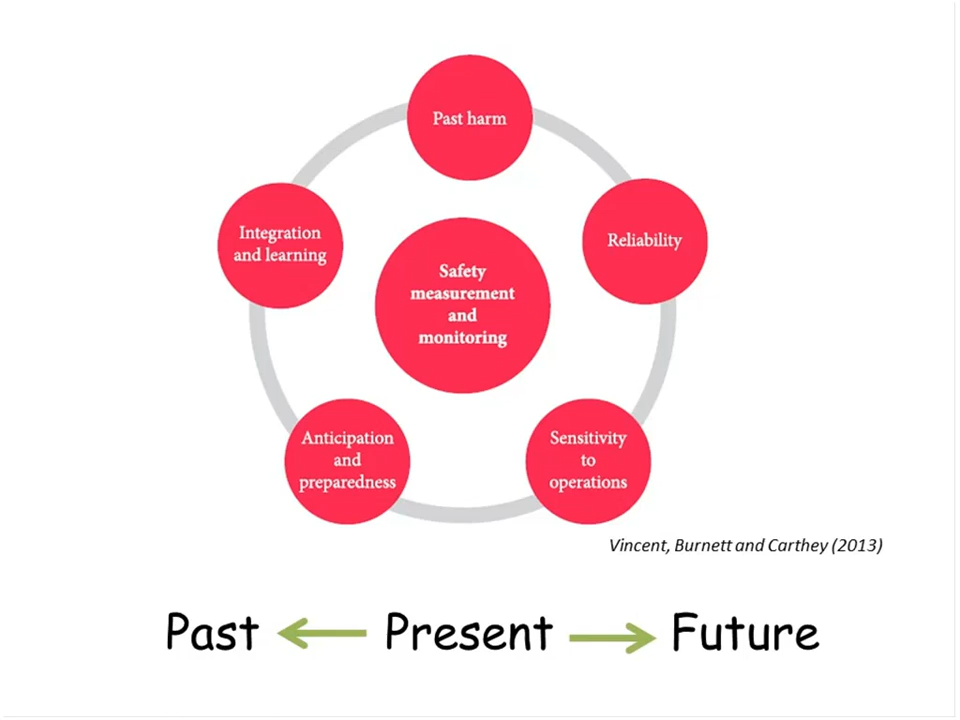 Past harm
Reliability
Sensitivity
to
operations
Anticipation
and
preparedness
Integration
and learning
Safety
measurement
and
monitoring
Vincent, Burnett and Carthey (2013)
Past Present Future